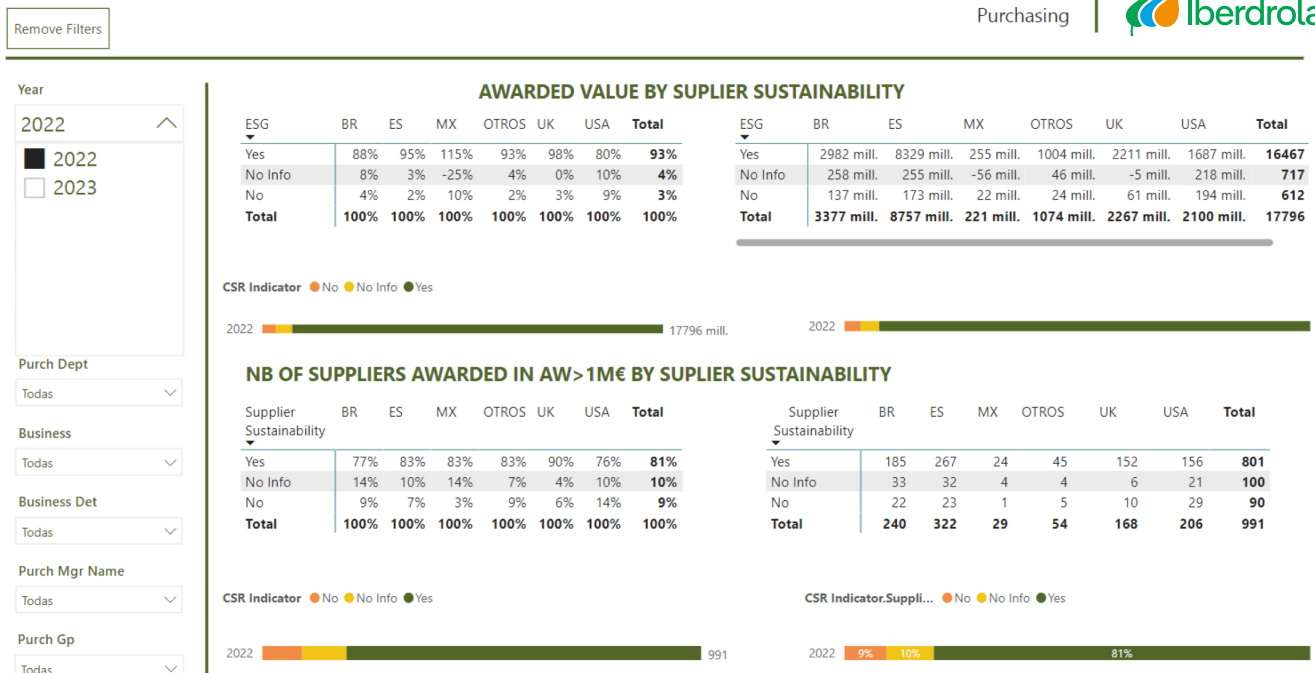 Remove Filters
Purchasing
Iberdrola
Year
2022
2022
2023
Purch Dept
Todas
Business
Todas
Business Det
Todas
Purch Mgr Name
Todas
Purch Gp
Todas
AWARDED VALUE BY SUPLIER SUSTAINABILITY
ESG BR ES MX OTROS UK USA Total
Yes 88% 95% 115% 93% 98% 80% 93%
No Info 8% 3% -25% 4% 0% 10% 4%
No 4% 2% 10% 2% 3% 9% 3%
Total 100% 100% 100% 100% 100% 100% 100%
ESG BR ES MX OTROS UK USA Total
Yes 2982 mill. 8329 mill. 255 mill. 1004 mill. 2211 mill. 1687 mill. 16467
No Info 258 mill. 255 mill. -56 mill. 46 mill. -5 mill. 218 mill. 717
No 137 mill. 173 mill. 22 mill. 24 mill. 61 mill. 194 mill. 612
Total 3377 mill. 8757 mill. 221 mill. 1074 mill. 2267 mill. 2100 mill. 17796
CSR Indicator No No Info Yes
2022 17796 mill.
2022
NB OF SUPPLIERS AWARDED IN AW>1M€ BY SUPLIER SUSTAINABILITY
Supplier BR ES MX OTROS UK USA Total
Sustainability
Yes 77% 83% 83% 83% 90% 76% 81%
No Info 14% 10% 14% 7% 4% 10% 10%
No 9% 7% 3% 9% 6% 14% 9%
Total 100% 100% 100% 100% 100% 100% 100%
Supplier BR ES MX OTROS UK USA Total
Sustainability
Yes 185 267 24 45 152 156 801
No Info 33 32 4 4 6 21 100
No 22 23 1 5 10 29 90
Total 240 322 29 54 168 206 991
CSR Indicator No No Info Yes
2022 991
CSR Indicator.Suppli... No No Info Yes
2022 9% 10% 81%